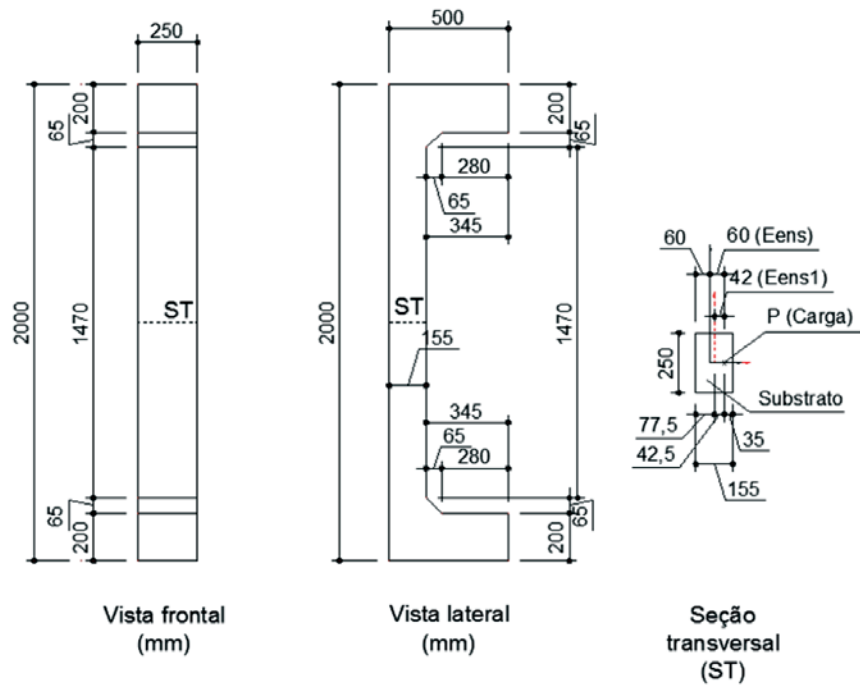 250
2000
200
65
1470
65
200
ST
Vista frontal
(mm)
500
2000
200
65
280
65
345
ST
155
1470
345
65
280
65
200
Vista lateral
(mm)
60
60 (Eens)
42 (Eens1)
P (Carga)
250
Substrato
77,5
42,5
35
155
Seção
transversal
(ST)